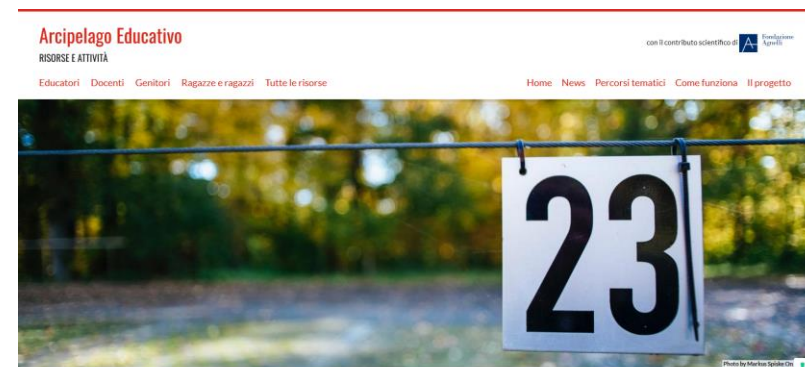 Arcipelago Educativo
RISORSE E ATTIVITÀ
con il contributo scientifico di Fondazione Agnelli
Educatori Docenti Genitori Ragazze e ragazzi Tutte le risorse
Home News Percorsi tematici Come funziona Il progetto
23
Photo by Markus Spiske On